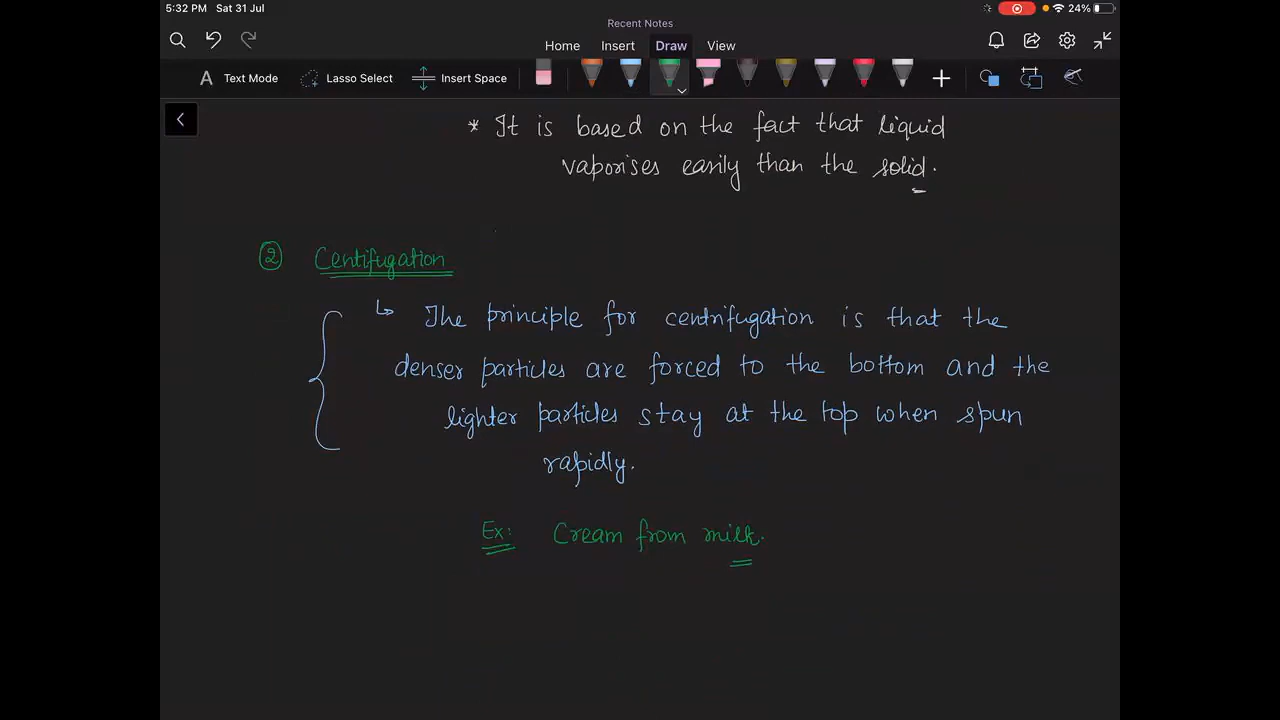 5:32 PM Sat 31 Jul
24%
Recent Notes
Home Insert Draw View
A Text Mode Lasso Select Insert Space
* It is based on the fact that liquid
vaporises easily than the solid.
② Centifugation
↳ The principle for centrifugation is that the
denser particles are forced to the bottom and the
lighter particles stay at the top when spun
rapidly.
Ex: Cream from milk.